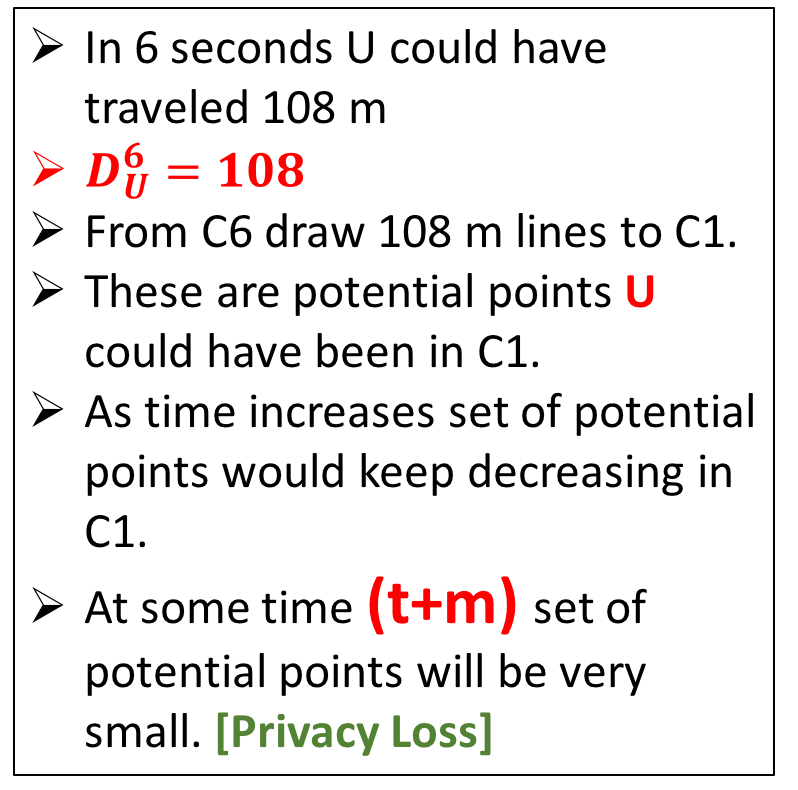 ➢ In 6 seconds U could have
traveled 108 m
➢ D_U^6 = 108
➢ From C6 draw 108 m lines to C1.
➢ These are potential points U
could have been in C1.
➢ As time increases set of potential
points would keep decreasing in
C1.
➢ At some time (t+m) set of
potential points will be very
small. [Privacy Loss]